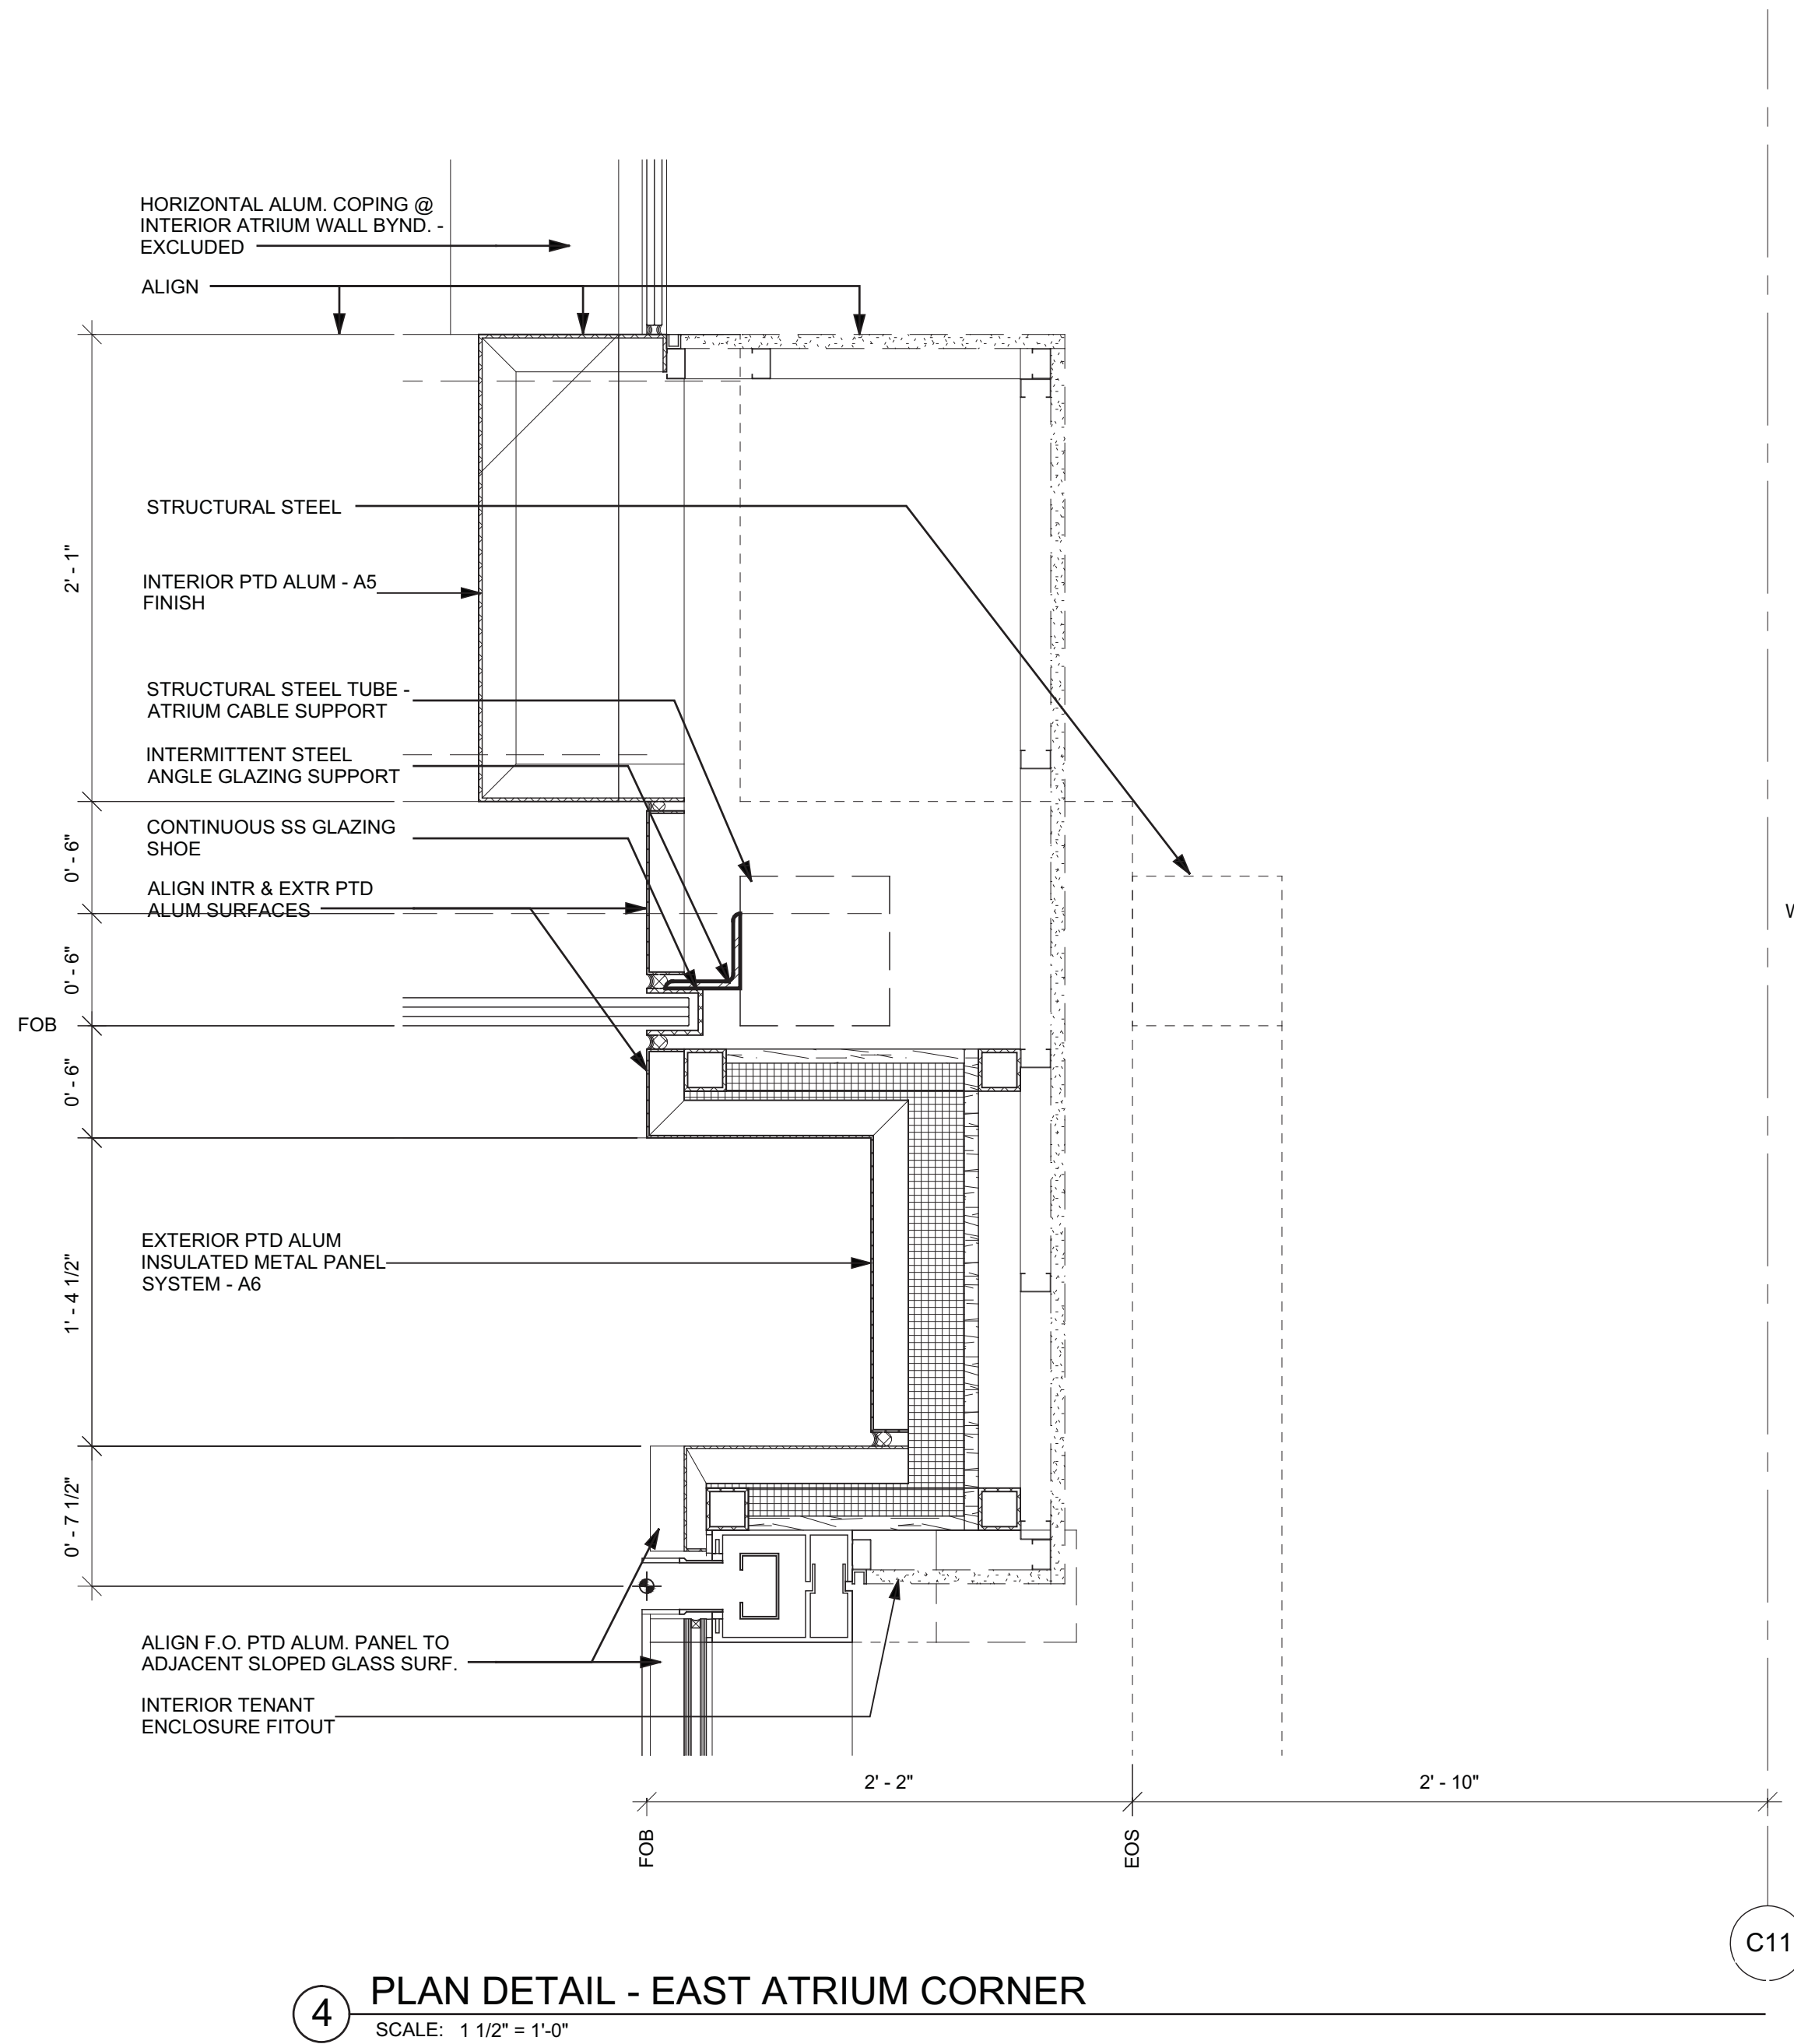 HORIZONTAL ALUM. COPING @
INTERIOR ATRIUM WALL BYND. -
EXCLUDED
ALIGN
STRUCTURAL STEEL
2' - 1"
INTERIOR PTD ALUM - A5
FINISH
STRUCTURAL STEEL TUBE -
ATRIUM CABLE SUPPORT
INTERMITTENT STEEL
ANGLE GLAZING SUPPORT
CONTINUOUS SS GLAZING
SHOE
0' - 6"
ALIGN INTR & EXTR PTD
ALUM SURFACES
0' - 6"
FOB
0' - 6"
EXTERIOR PTD ALUM
INSULATED METAL PANEL
SYSTEM - A6
1' - 4 1/2"
0' - 7 1/2"
ALIGN F.O. PTD ALUM. PANEL TO
ADJACENT SLOPED GLASS SURF.
INTERIOR TENANT
ENCLOSURE FITOUT
2' - 2"
2' - 10"
FOB
EOS
C11
4
PLAN DETAIL - EAST ATRIUM CORNER
SCALE: 1 1/2" = 1'-0"